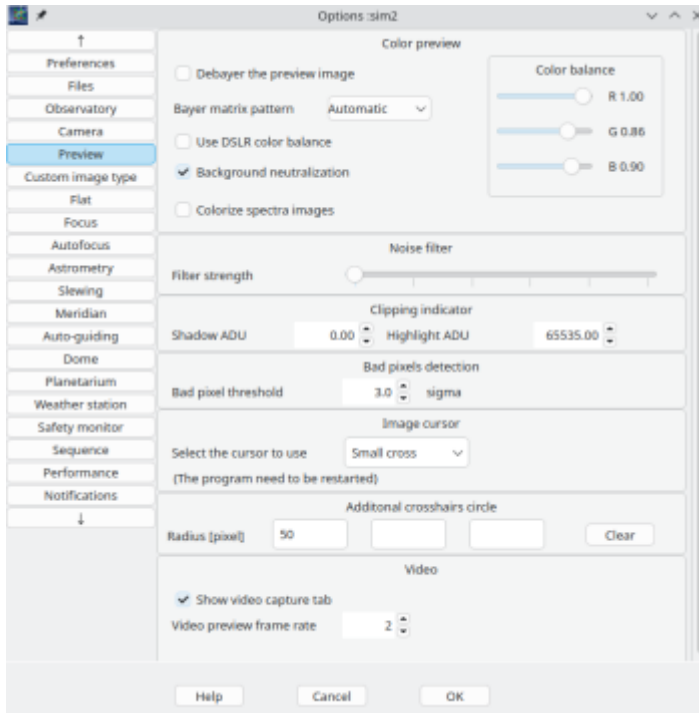 Options :sim2
↑
Preferences
Files
Observatory
Camera
Preview
Custom image type
Flat
Focus
Autofocus
Astrometry
Slewing
Meridian
Auto-guiding
Dome
Planetarium
Weather station
Safety monitor
Sequence
Performance
Notifications
↓
Color preview
Debayer the preview image
Bayer matrix pattern Automatic
Use DSLR color balance
Background neutralization
Colorize spectra images
Color balance
R 1.00
G 0.86
B 0.90
Noise filter
Filter strength
Clipping indicator
Shadow ADU 0.00 Highlight ADU 65535.00
Bad pixels detection
Bad pixel threshold 3.0 sigma
Image cursor
Select the cursor to use Small cross
(The program need to be restarted)
Additonal crosshairs circle
Radius [pixel] 50 Clear
Video
Show video capture tab
Video preview frame rate 2
Help Cancel OK